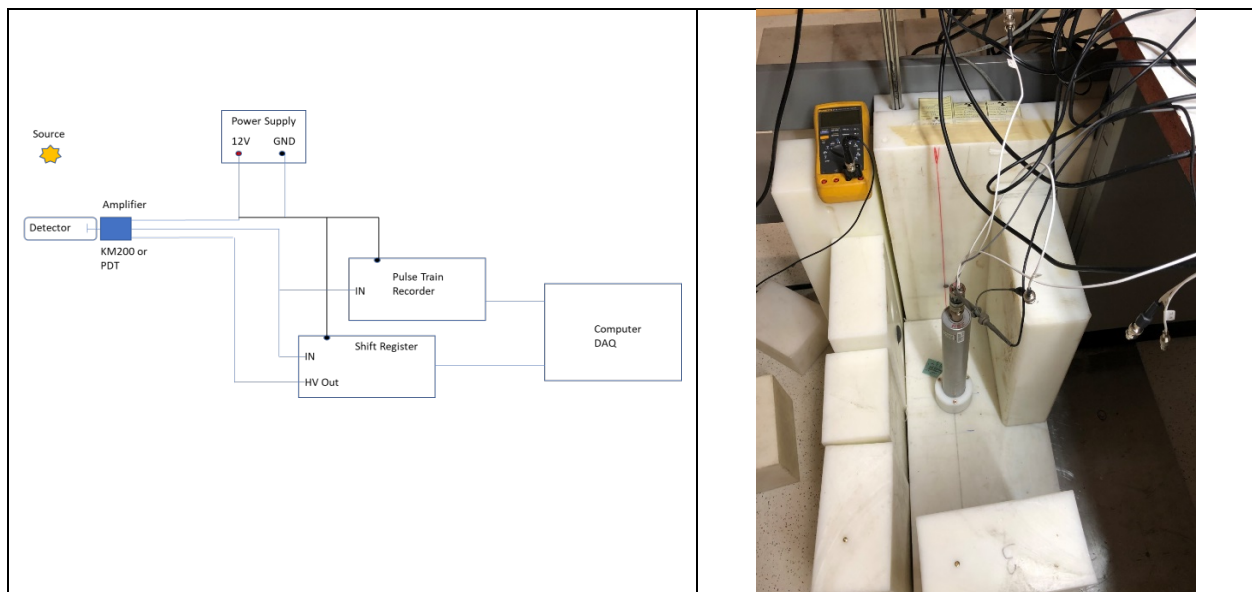 Power Supply
12V GND
Source
Amplifier
Detector
KM200 or
PDT
Pulse Train
Recorder
IN
Computer
DAQ
Shift Register
IN
HV Out